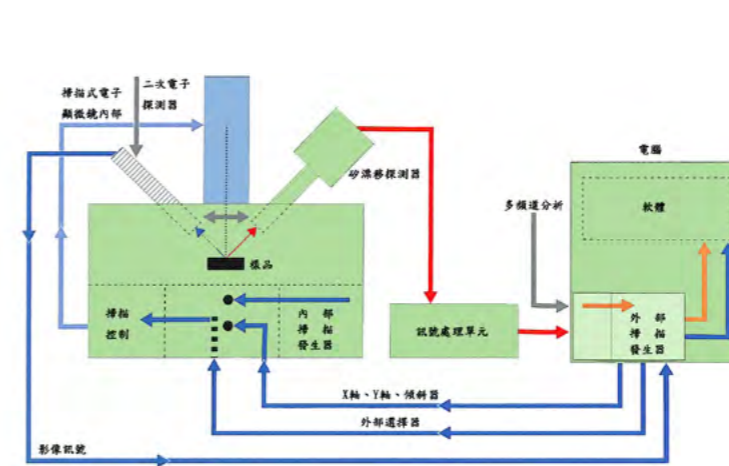 掃描式電子
顯微鏡內部
二次電子
探測器
矽漂移探測器
電腦
軟體
多頻道分析
樣品
掃描
控制
內部
掃描
發生器
訊號處理單元
外部
掃描
發生器
X軸、Y軸、傾斜器
外部選擇器
影像訊號